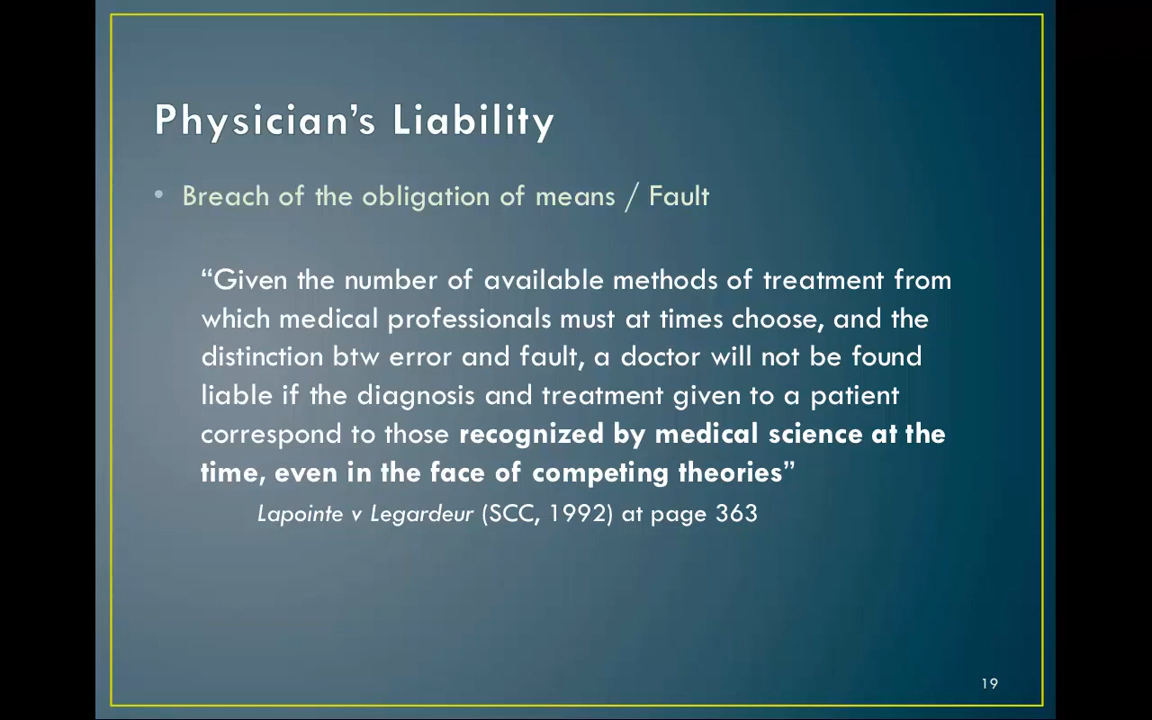 Physician’s Liability
• Breach of the obligation of means / Fault
“Given the number of available methods of treatment from
which medical professionals must at times choose, and the
distinction btw error and fault, a doctor will not be found
liable if the diagnosis and treatment given to a patient
correspond to those recognized by medical science at the
time, even in the face of competing theories”
Lapointe v Legardeur (SCC, 1992) at page 363
19